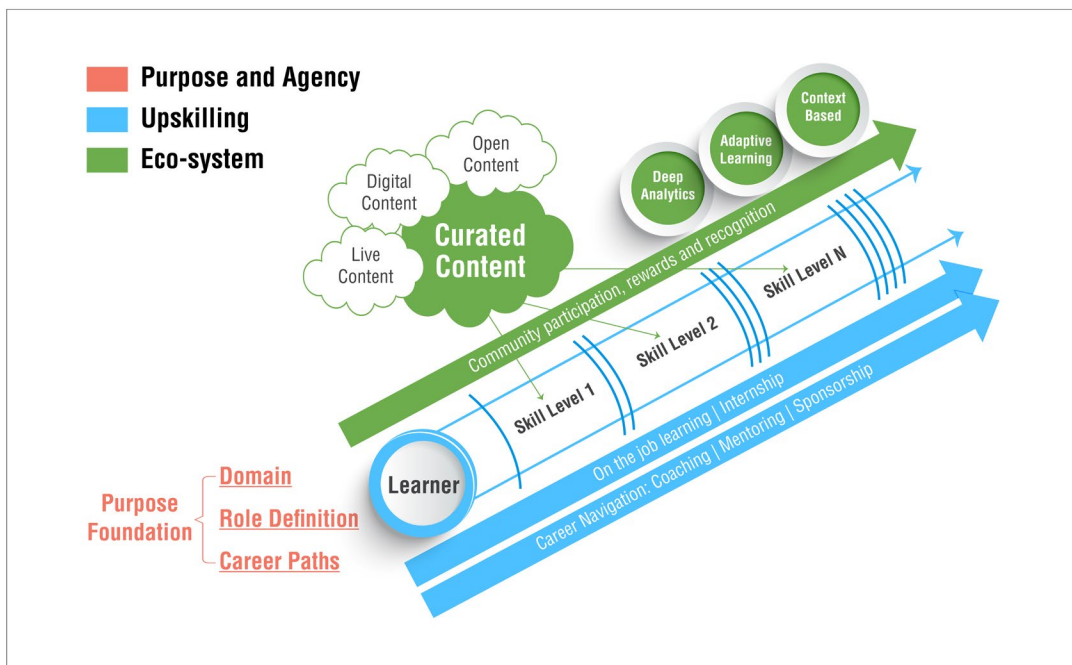 Purpose and Agency
Upskilling
Eco-system
Open
Content
Digital
Content
Live
Content
Curated
Content
Deep
Analytics
Adaptive
Learning
Context
Based
Community participation, rewards and recognition
Skill Level 1
Skill Level 2
Skill Level N
Learner
On the job learning | Internship
Career Navigation: Coaching | Mentoring | Sponsorship
Purpose
Foundation
Domain
Role Definition
Career Paths